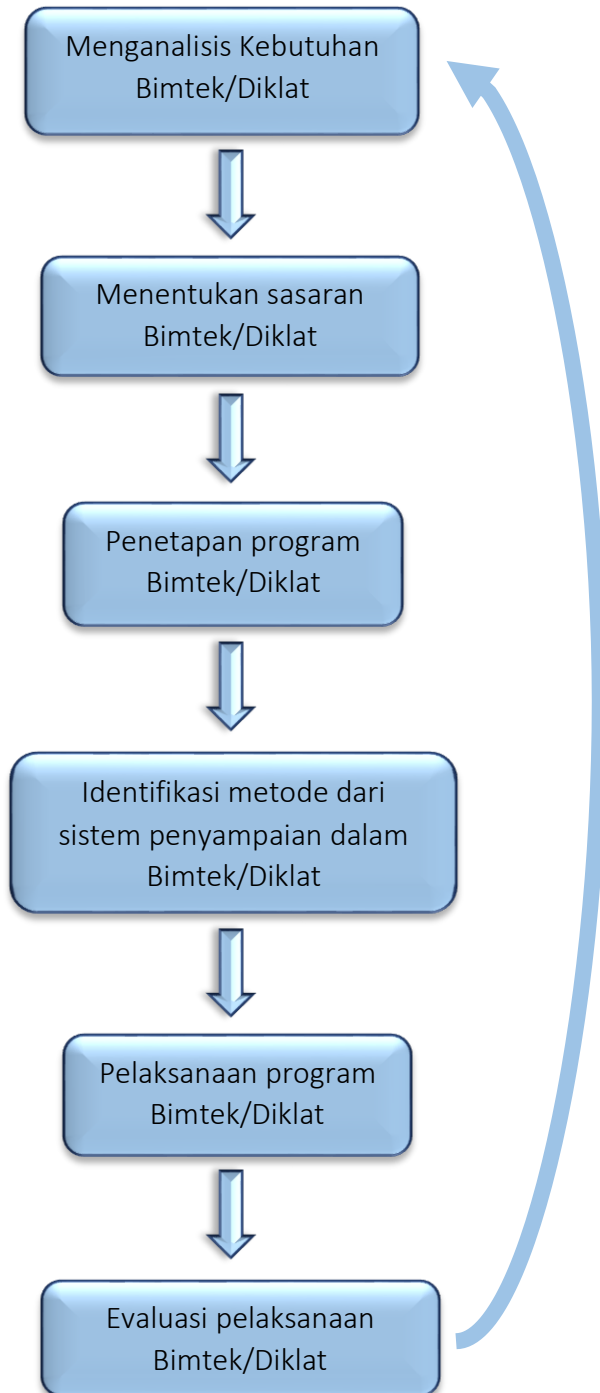 Menganalisis Kebutuhan
Bimtek/Diklat
Menentukan sasaran
Bimtek/Diklat
Penetapan program
Bimtek/Diklat
Identifikasi metode dari
sistem penyampaian dalam
Bimtek/Diklat
Pelaksanaan program
Bimtek/Diklat
Evaluasi pelaksanaan
Bimtek/Diklat